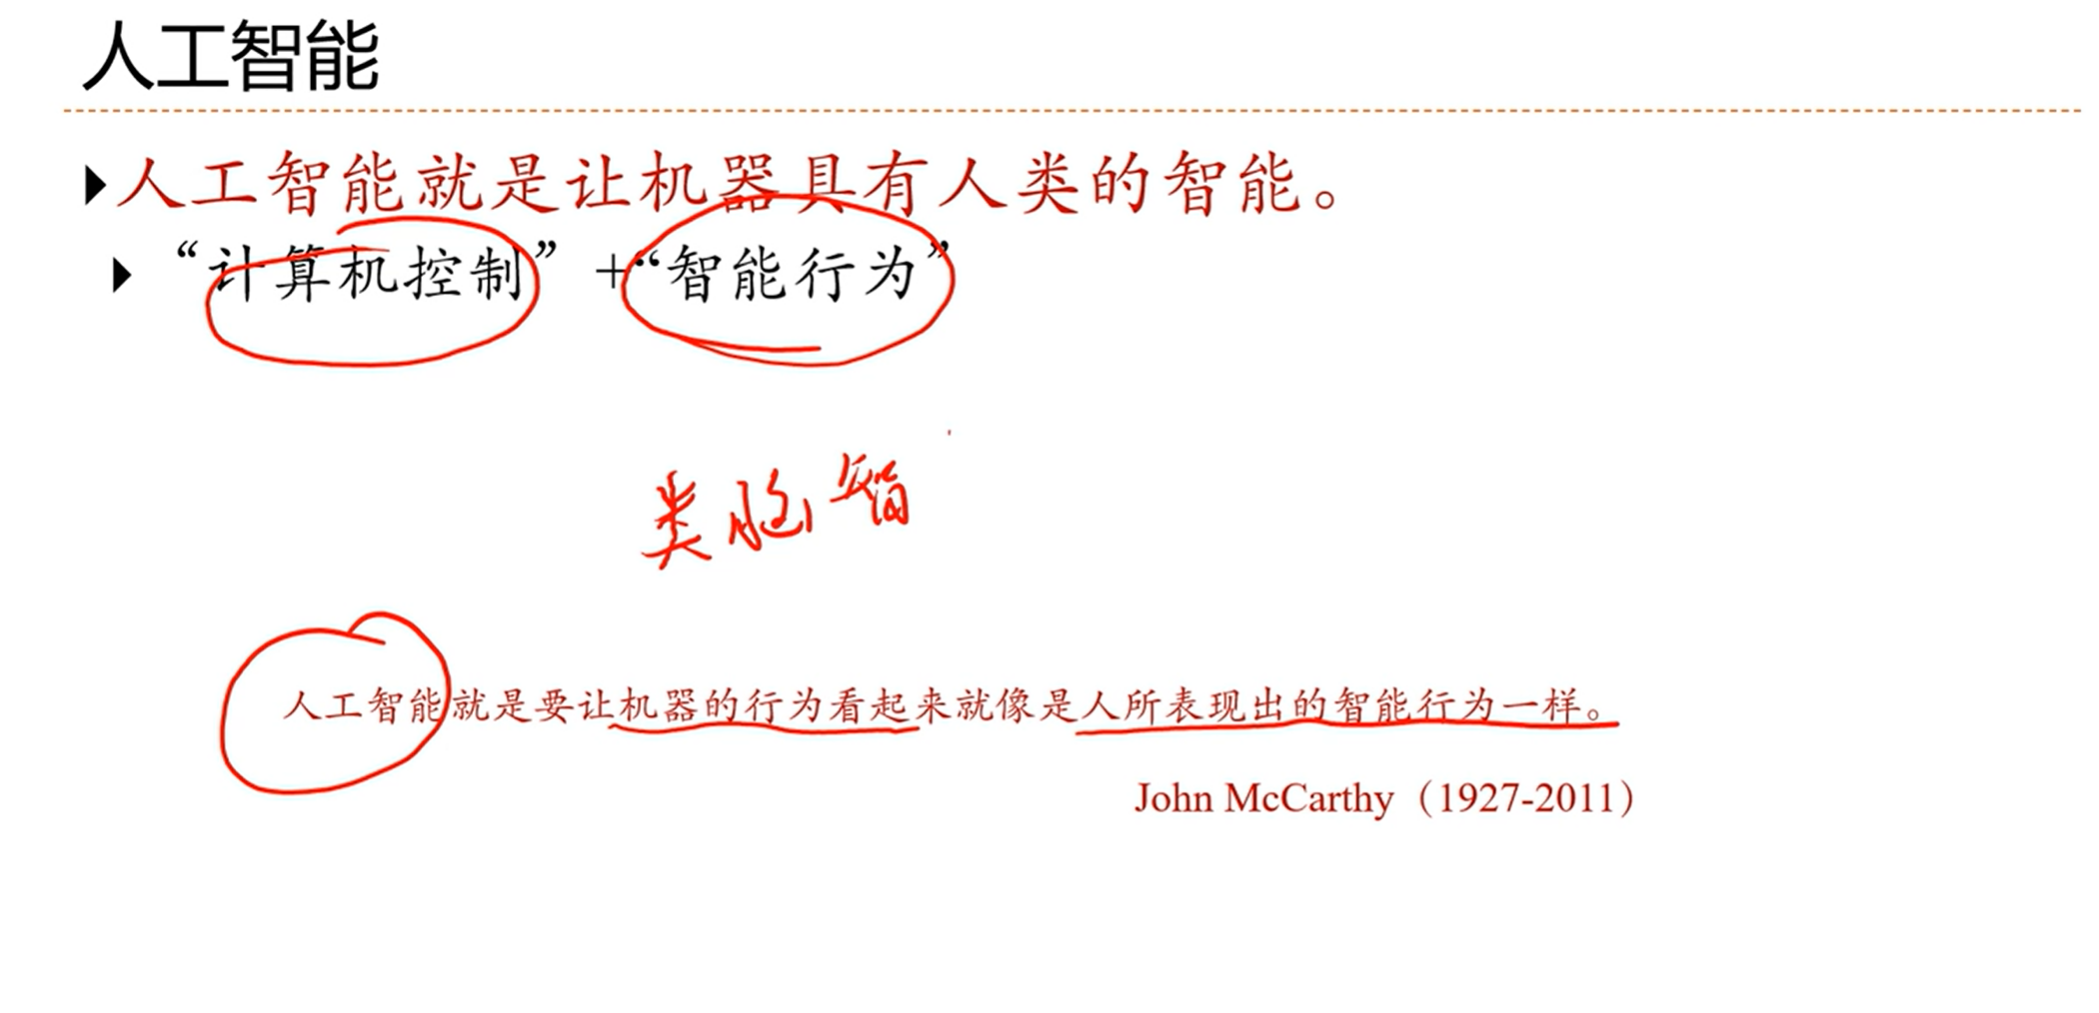 人工智能
人工智能就是让机器具有人类的智能。
“计算机控制” +“智能行为”
类脑智
人工智能就是要让机器的行为看起来就像是人所表现出的智能行为一样。
John McCarthy（1927-2011）